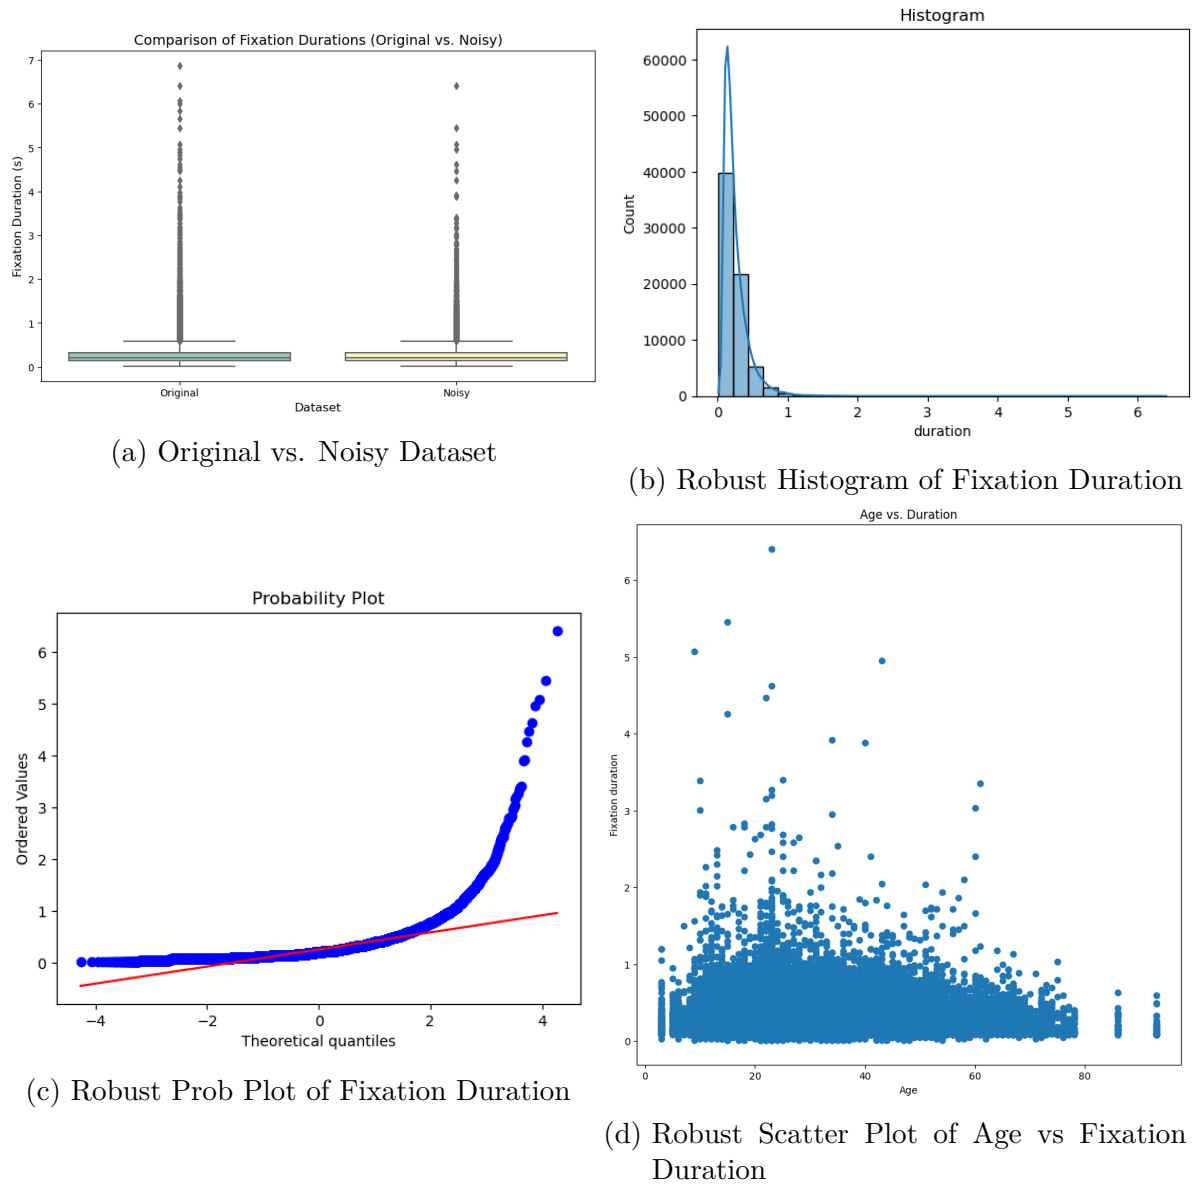 Comparison of Fixation Durations (Original vs. Noisy)
7
6
5
4
3
2
1
0
Fixation Duration (s)
Original
Noisy
Dataset
(a) Original vs. Noisy Dataset
Histogram
60000
50000
40000
30000
20000
10000
0
Count
0 1 2 3 4 5 6
duration
(b) Robust Histogram of Fixation Duration
Probability Plot
6
5
4
3
2
1
0
Ordered Values
−4 −2 0 2 4
Theoretical quantiles
(c) Robust Prob Plot of Fixation Duration
Age vs. Duration
6
5
4
3
2
1
0
Fixation duration
0 20 40 60 80
Age
(d) Robust Scatter Plot of Age vs Fixation
Duration